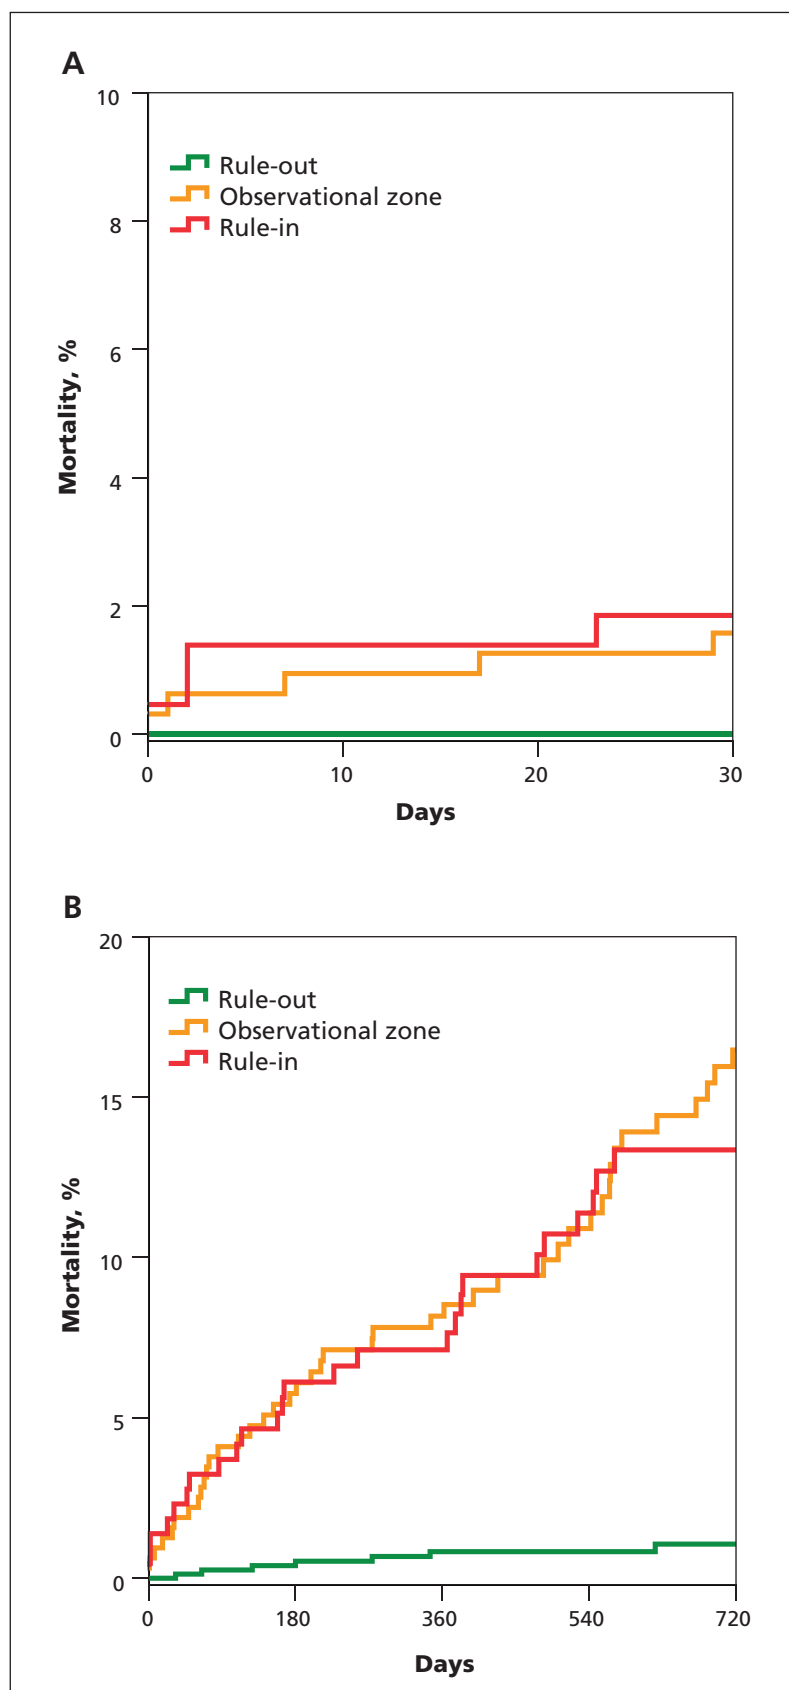 A
10
8
6
4
2
0
Mortality, %
Rule-out
Observational zone
Rule-in
0 10 20 30
Days
B
20
15
10
5
0
Mortality, %
Rule-out
Observational zone
Rule-in
0 180 360 540 720
Days